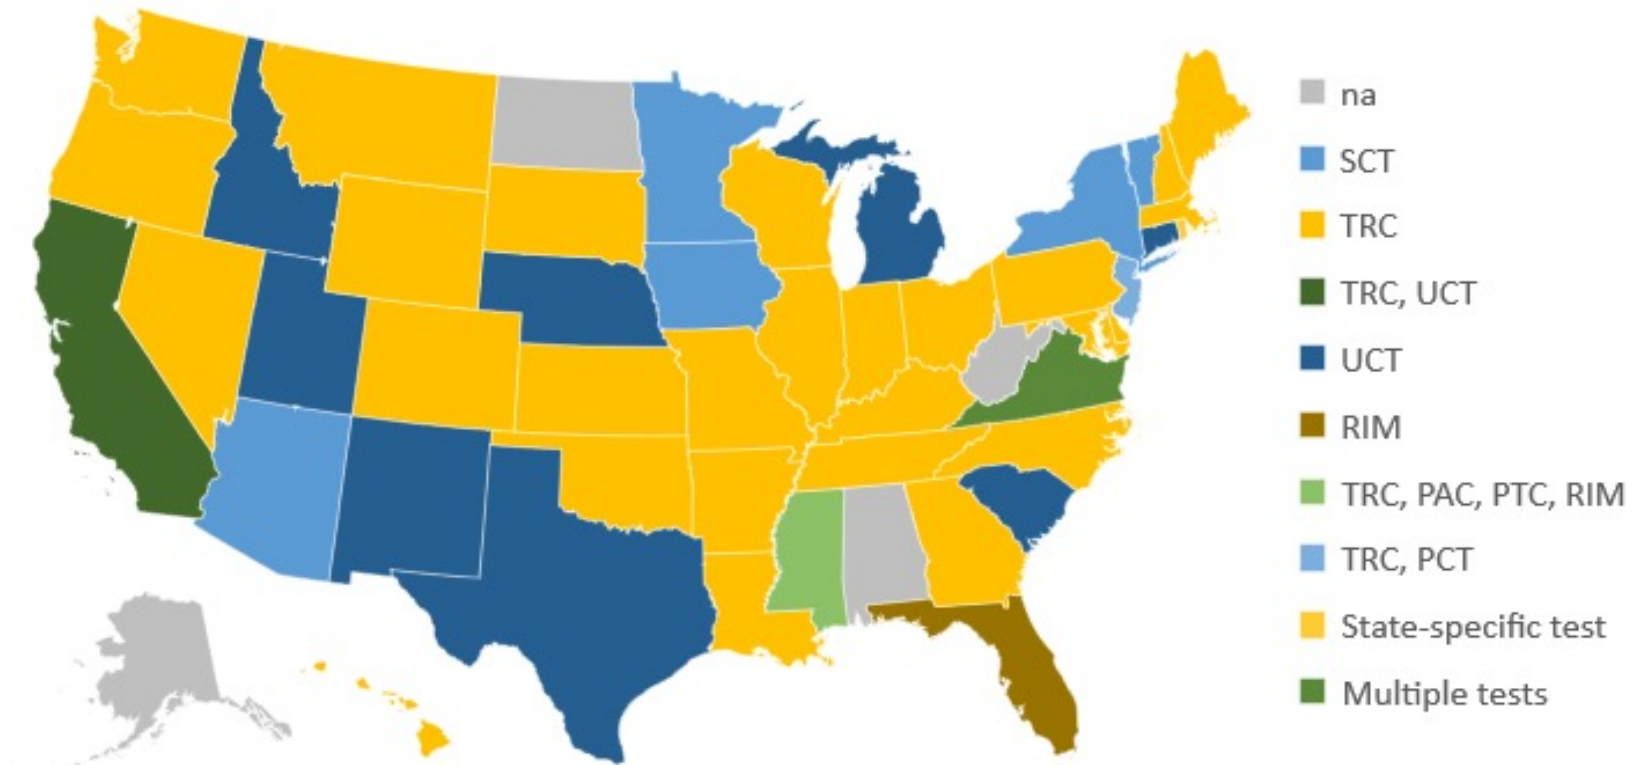 na
SCT
TRC
TRC, UCT
UCT
RIM
TRC, PAC, PTC, RIM
TRC, PCT
State-specific test
Multiple tests